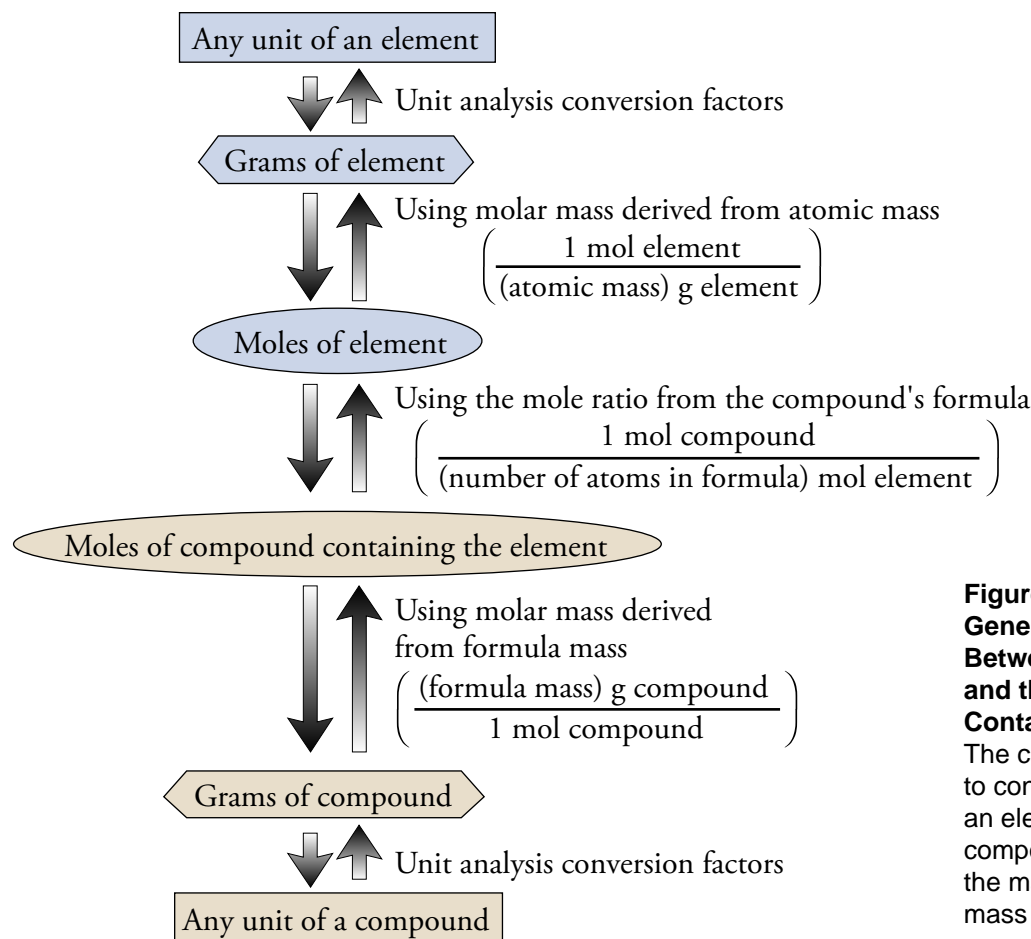 Any unit of an element
Unit analysis conversion factors
Grams of element
Using molar mass derived from atomic mass
1 mol element
(atomic mass) g element
Moles of element
Using the mole ratio from the compound's formula
1 mol compound
(number of atoms in formula) mol element
Moles of compound containing the element
Using molar mass derived
from formula mass
(formula mass) g compound
1 mol compound
Grams of compound
Unit analysis conversion factors
Any unit of a compound
Gene
Betwe
and th
Conta
The c
to con
an ele
compo
the m
mass